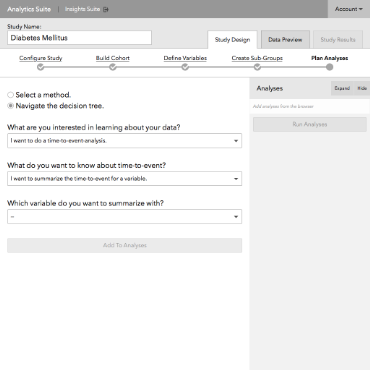 Analytics Suite | Insights Suite Account
Study Name:
Diabetes Mellitus
Study Design Data Preview Study Results
Configure Study Build Cohort Define Variables Create Sub-Groups Plan Analyses
Select a method.
Navigate the decision tree.
Analyses Expand Hide
Add analyses from the browser
Run Analyses
What are you interested in learning about your data?
I want to do a time-to-event analysis.
What do you want to know about time-to-event?
I want to summarize the time-to-event for a variable.
Which variable do you want to summarize with?
--
Add To Analyses